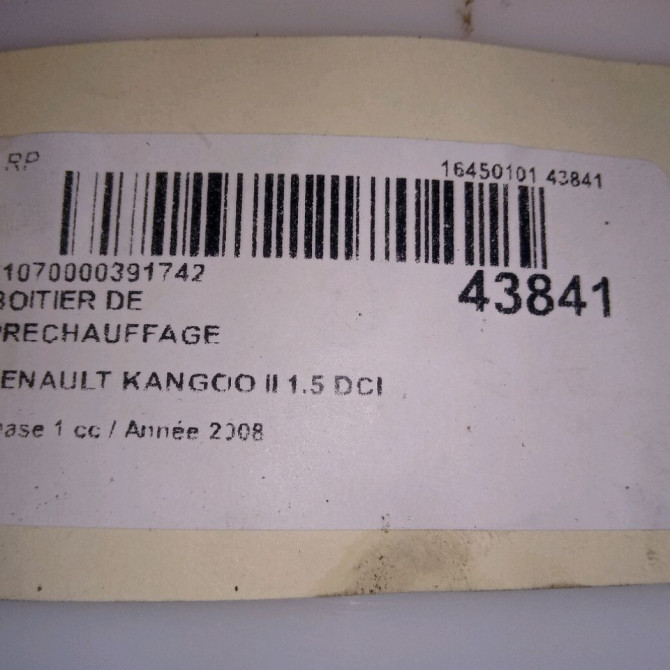 RP
16450101 43841
1070000391742
43841
BOITIER DE
PRECHAUFFAGE
ENAULT KANGOO II 1.5 DCI
ase 1 cc / Année 2008